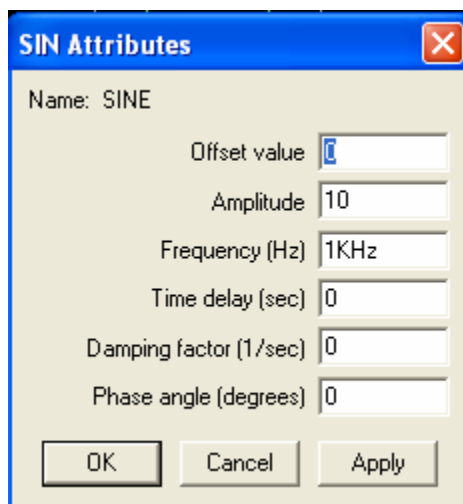 SIN Attributes
Name: SINE
Offset value 0
Amplitude 10
Frequency (Hz) 1KHz
Time delay (sec) 0
Damping factor (1/sec) 0
Phase angle (degrees) 0
OK Cancel Apply